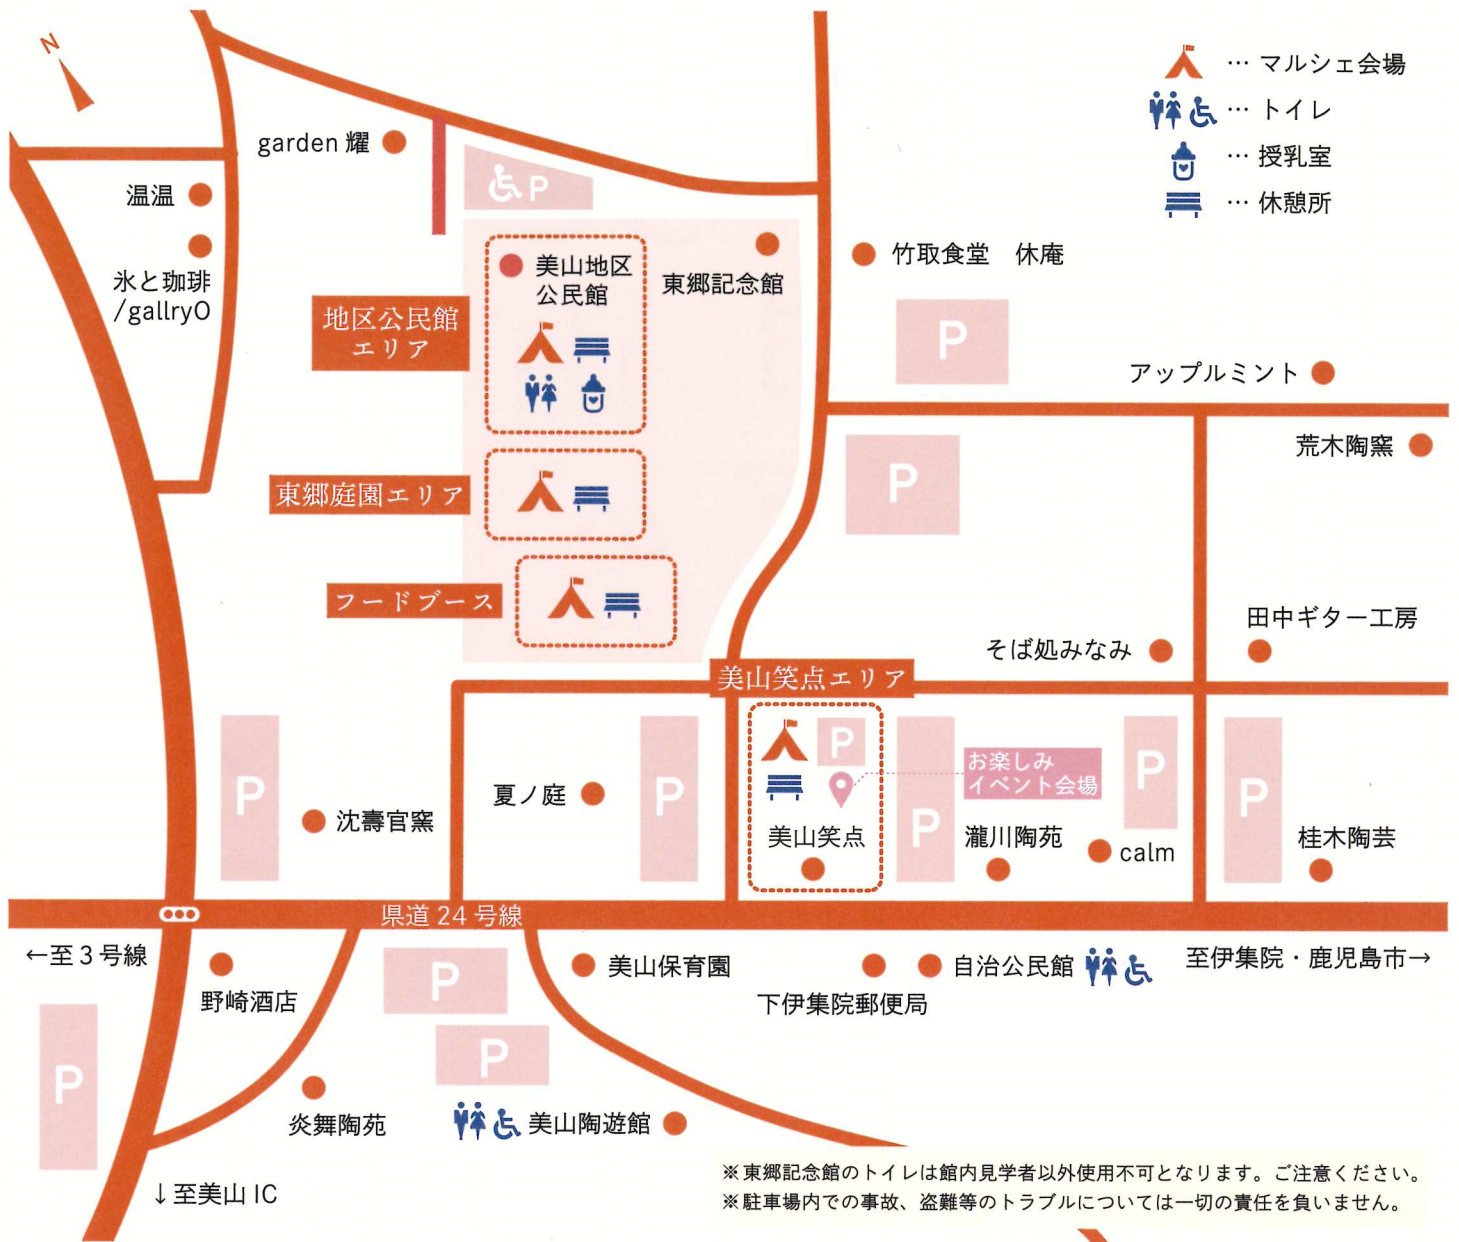 N
… マルシェ会場
… トイレ
… 授乳室
… 休憩所
garden 耀
P
温温
氷と珈琲
/gallryO
美山地区
公民館
東郷記念館
竹取食堂　休庵
地区公民館
エリア
P
アップルミント
荒木陶窯
東郷庭園エリア
P
フードブース
田中ギター工房
そば処みなみ
美山笑点エリア
P
夏ノ庭
P
P
お楽しみ
イベント会場
P
P
P
沈壽官窯
美山笑点
瀧川陶苑
calm
桂木陶芸
県道 24 号線
←至 3 号線
野崎酒店
P
美山保育園
下伊集院郵便局
自治公民館
至伊集院・鹿児島市→
P
P
炎舞陶苑
美山陶遊館
↓至美山 IC
※東郷記念館のトイレは館内見学者以外使用不可となります。ご注意ください。
※駐車場内での事故、盗難等のトラブルについては一切の責任を負いません。